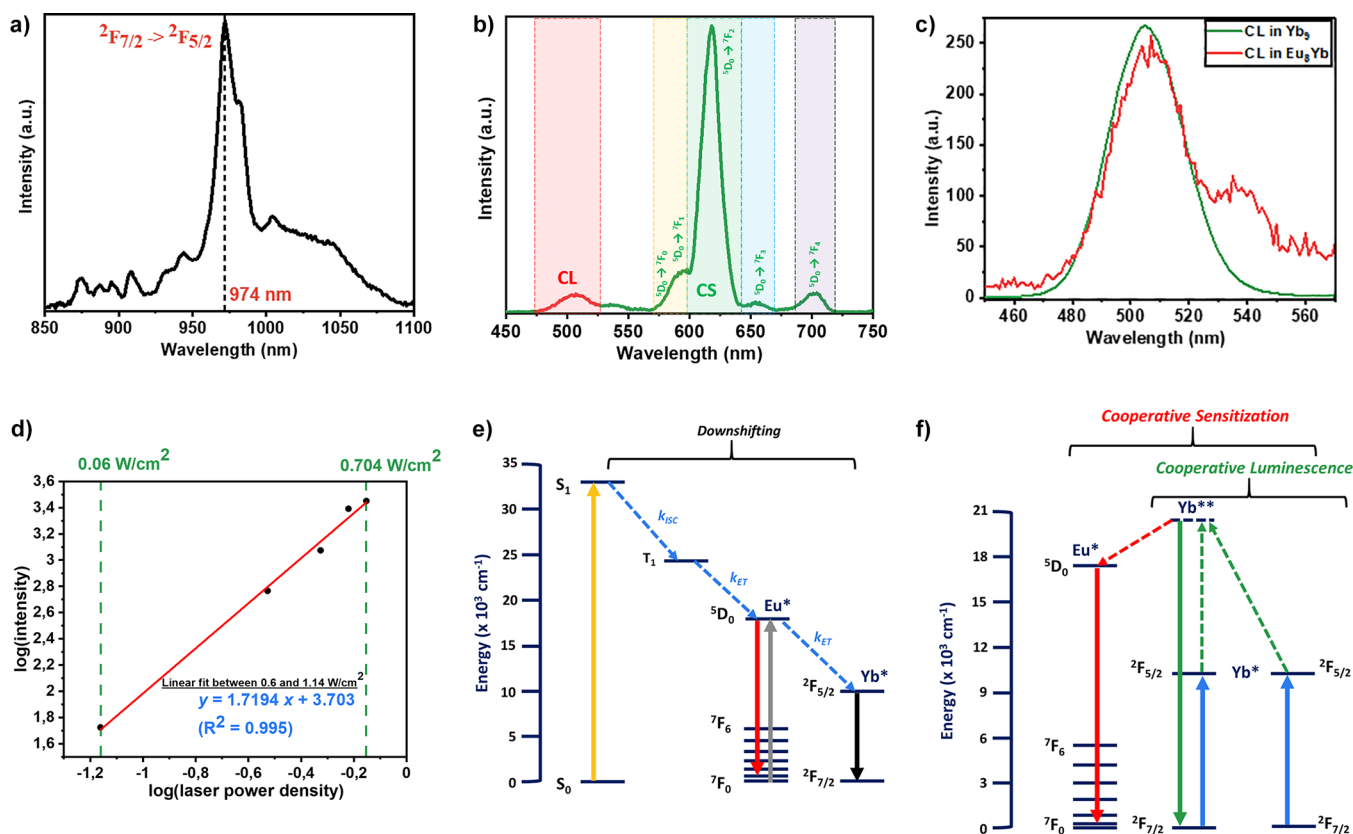 a)
²F₇/₂ -> ²F₅/₂
974 nm
Intensity (a.u.)
850 900 950 1000 1050 1100
Wavelength (nm)
b)
CL
⁵D₀ → ⁷F₀
⁵D₀ → ⁷F₁
CS
⁵D₀ → ⁷F₂
⁵D₀ → ⁷F₃
⁵D₀ → ⁷F₄
Intensity (a.u.)
450 500 550 600 650 700 750
Wavelength (nm)
c)
CL in Yb₉
CL in Eu₈Yb
Intensity (a.u.)
250
200
150
100
50
0
460 480 500 520 540 560
Wavelength (nm)
d)
0.06 W/cm²
0.704 W/cm²
log(intensity)
3,6
3,4
3,2
3
2,8
2,6
2,4
2,2
2
1,8
1,6
Linear fit between 0.6 and 1.14 W/cm²
y = 1.7194 x + 3.703
(R² = 0.995)
-1,2 -1 -0,8 -0,6 -0,4 -0,2 0
log(laser power density)
e)
Downshifting
Energy (x 10³ cm⁻¹)
35
30
25
20
15
10
5
0
S₁
k_ISC
T₁
k_ET
⁵D₀
Eu*
k_ET
Yb*
²F₅/₂
⁷F₆
S₀
⁷F₀
²F₇/₂
f)
Cooperative Sensitization
Cooperative Luminescence
Energy (x 10³ cm⁻¹)
21
18
15
12
9
6
3
0
Yb**
Eu*
⁵D₀
²F₅/₂
Yb*
²F₅/₂
⁷F₆
⁷F₀
²F₇/₂
²F₇/₂